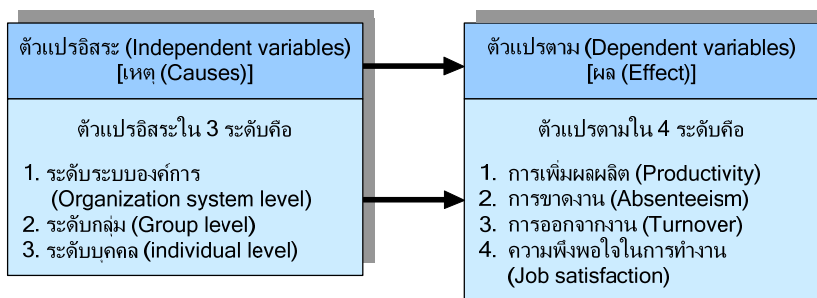 ตัวแปรอิสระ (Independent variables)
[เหตุ (Causes)]
ตัวแปรอิสระใน 3 ระดับคือ
1. ระดับระบบองค์การ
(Organization system level)
2. ระดับกลุ่ม (Group level)
3. ระดับบุคคล (individual level)
ตัวแปรตาม (Dependent variables)
[ผล (Effect)]
ตัวแปรตามใน 4 ระดับคือ
1. การเพิ่มผลผลิต (Productivity)
2. การขาดงาน (Absenteeism)
3. การออกจากงาน (Turnover)
4. ความพึงพอใจในการทำงาน
(Job satisfaction)